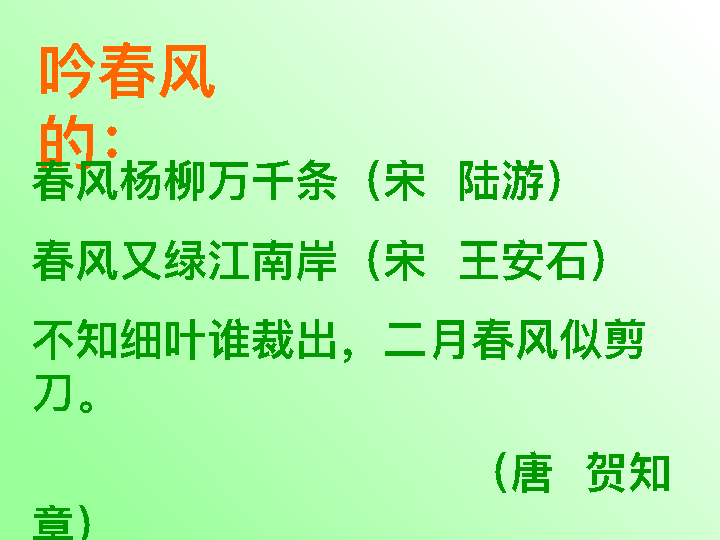 吟春风
的：
春风杨柳万千条（宋 陆游）
春风又绿江南岸（宋 王安石）
不知细叶谁裁出，二月春风似剪
刀。
（唐 贺知
章）